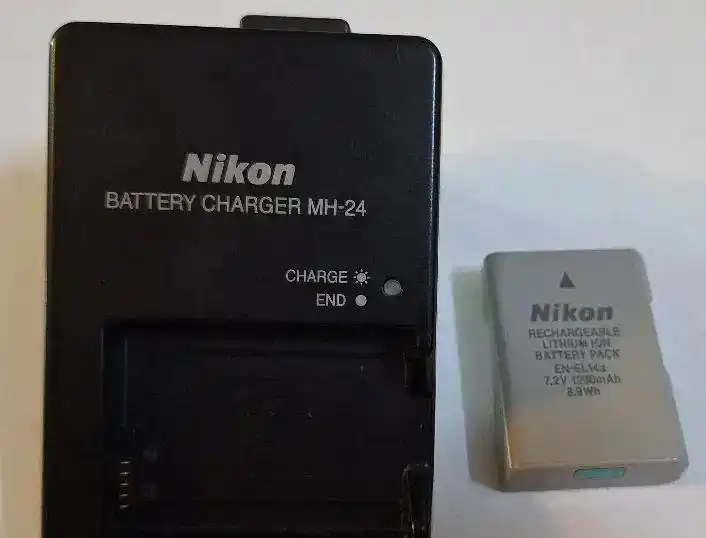 Nikon
BATTERY CHARGER MH-24
CHARGE
END
Nikon
RECHARGEABLE
LITHIUM ION
BATTERY PACK
EN-EL14a
7.2V 1230mAh
8.9Wh